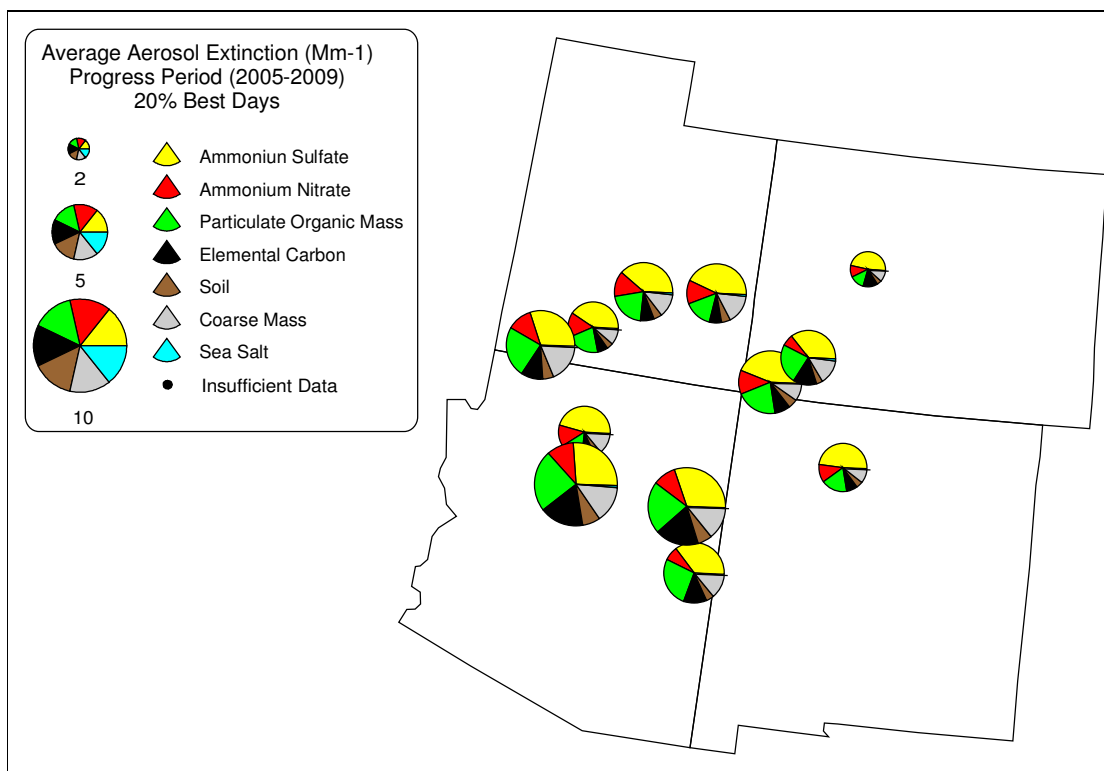 Average Aerosol Extinction (Mm-1)
Progress Period (2005-2009)
20% Best Days
2
5
10
Ammoniun Sulfate
Ammonium Nitrate
Particulate Organic Mass
Elemental Carbon
Soil
Coarse Mass
Sea Salt
Insufficient Data